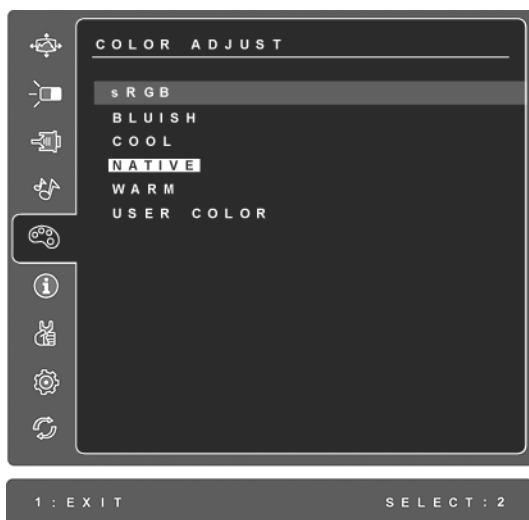 COLOR ADJUST
sRGB
BLUISH
COOL
NATIVE
WARM
USER COLOR
1:EXIT SELECT:2